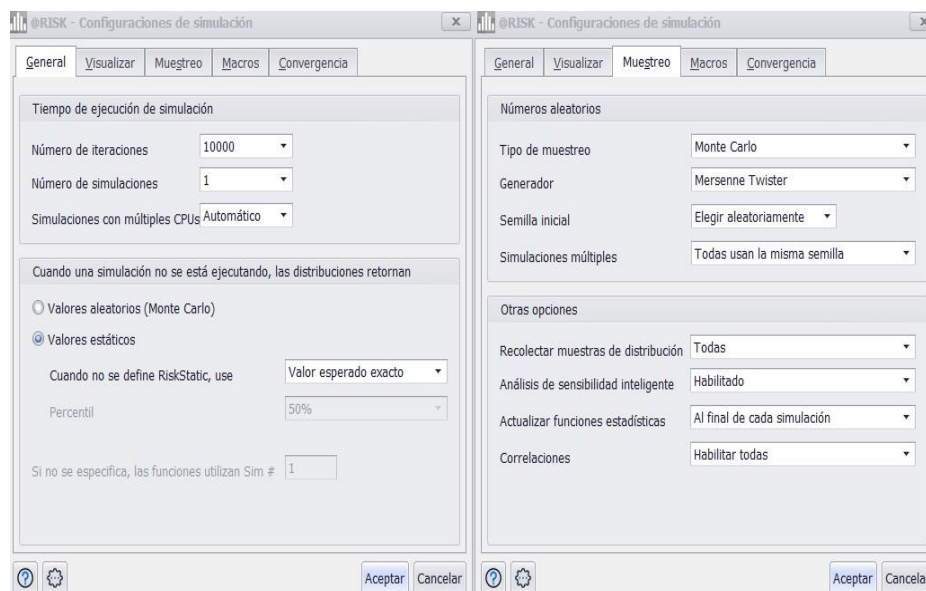 @RISK - Configuraciones de simulación
x
General Visualizar Muestreo Macros Convergencia
Tiempo de ejecución de simulación
Número de iteraciones 10000
Número de simulaciones 1
Simulaciones con múltiples CPUs Automático
Cuando una simulación no se está ejecutando, las distribuciones retornan
Valores aleatorios (Monte Carlo)
Valores estáticos
Cuando no se define RiskStatic, use Valor esperado exacto
Percentil 50%
Si no se especifica, las funciones utilizan Sim # 1
? Aceptar Cancelar
@RISK - Configuraciones de simulación
x
General Visualizar Muestreo Macros Convergencia
Números aleatorios
Tipo de muestreo Monte Carlo
Generador Mersenne Twister
Semilla inicial Elegir aleatoriamente
Simulaciones múltiples Todas usan la misma semilla
Otras opciones
Recolectar muestras de distribución Todas
Análisis de sensibilidad inteligente Habilitado
Actualizar funciones estadísticas Al final de cada simulación
Correlaciones Habilitar todas
? Aceptar Cancela